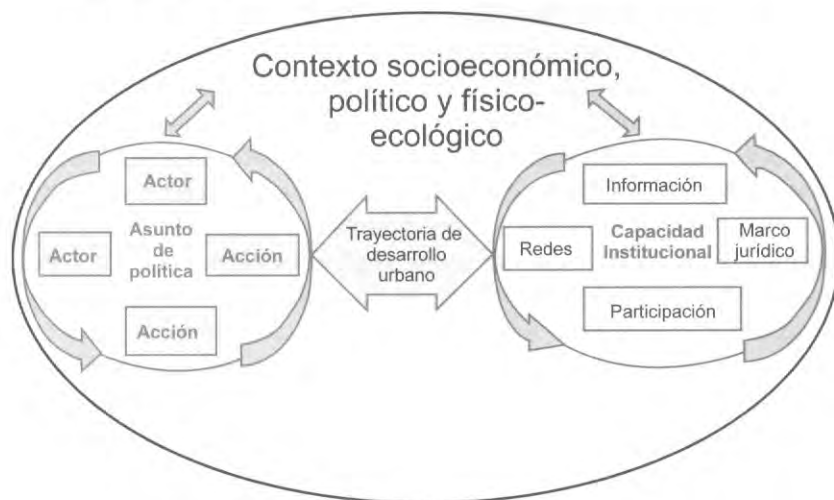 Contexto socioeconómico,
político y físico-
ecológico
Actor
Actor
Asunto
de
política
Acción
Acción
Trayectoria de
desarrollo
urbano
Información
Redes
Capacidad
Institucional
Marco
jurídico
Participación